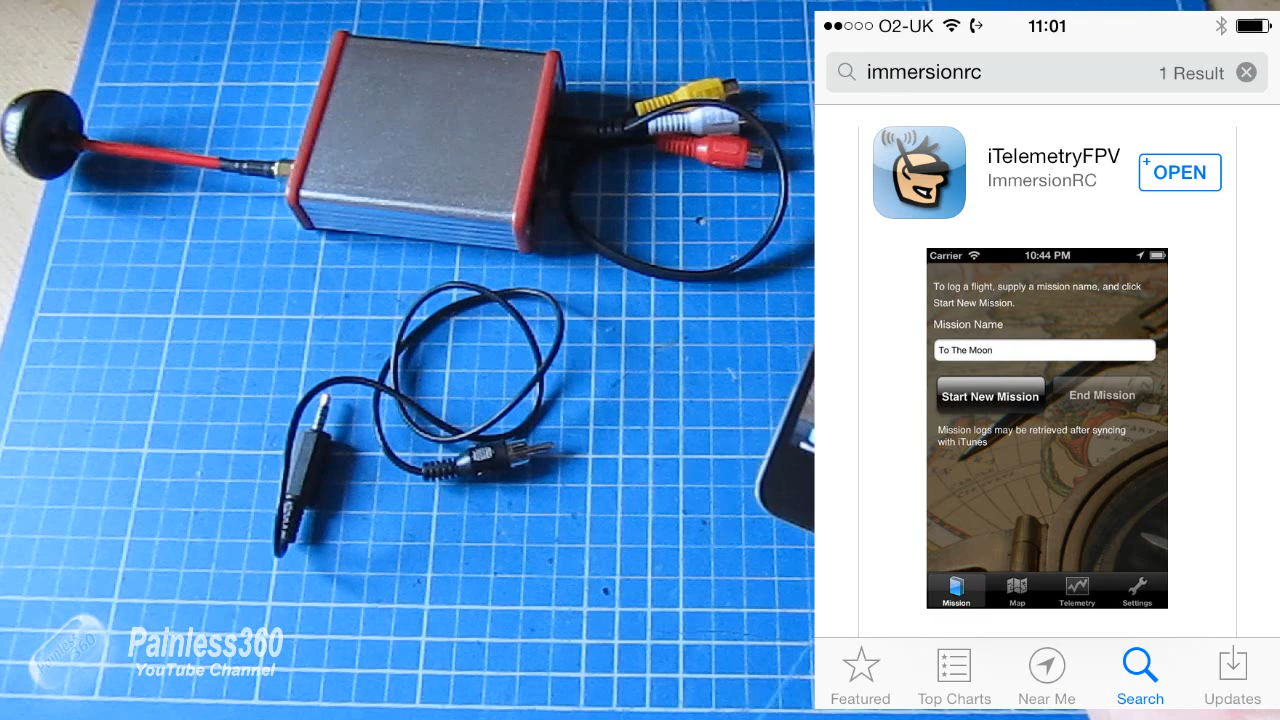 O2-UK
11:01
immersionrc
1 Result
iTelemetryFPV
ImmersionRC
+ OPEN
Carrier
10:44 PM
To log a flight, supply a mission name, and click
Start New Mission.
Mission Name
To The Moon
Start New Mission
End Mission
Mission logs may be retrieved after syncing
with iTunes
Mission
Map
Telemetry
Settings
Painless360
YouTube Channel
Painless360
Featured
Top Charts
Near Me
Search
Updates